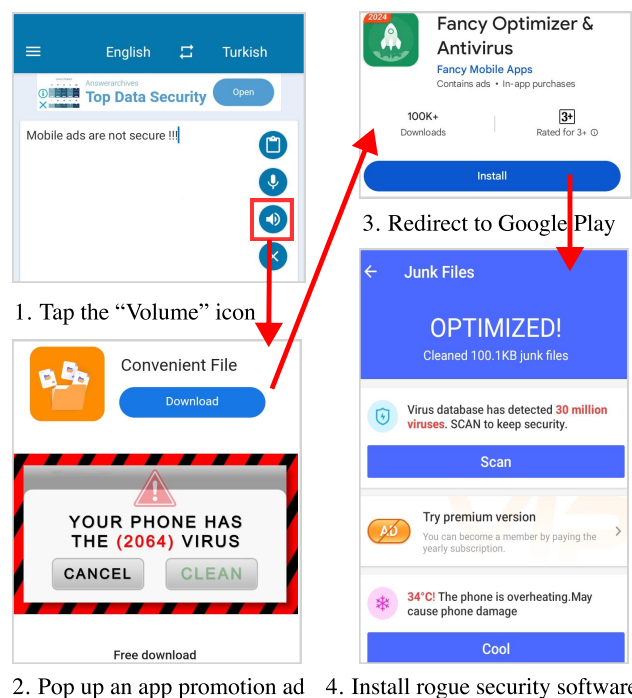 English Turkish
Answerarchives
Top Data Security
Open
Mobile ads are not secure !!!
1. Tap the “Volume” icon
Convenient File
Download
YOUR PHONE HAS
THE (2064) VIRUS
CANCEL CLEAN
Free download
2. Pop up an app promotion ad
2024
Fancy Optimizer &
Antivirus
Fancy Mobile Apps
Contains ads • In-app purchases
100K+ 3+
Downloads Rated for 3+
Install
3. Redirect to Google Play
Junk Files
OPTIMIZED!
Cleaned 100.1KB junk files
Virus database has detected 30 million
viruses. SCAN to keep security.
Scan
AD
Try premium version
You can become a member by paying the
yearly subscription.
34°C! The phone is overheating.May
cause phone damage
Cool
4. Install rogue security software